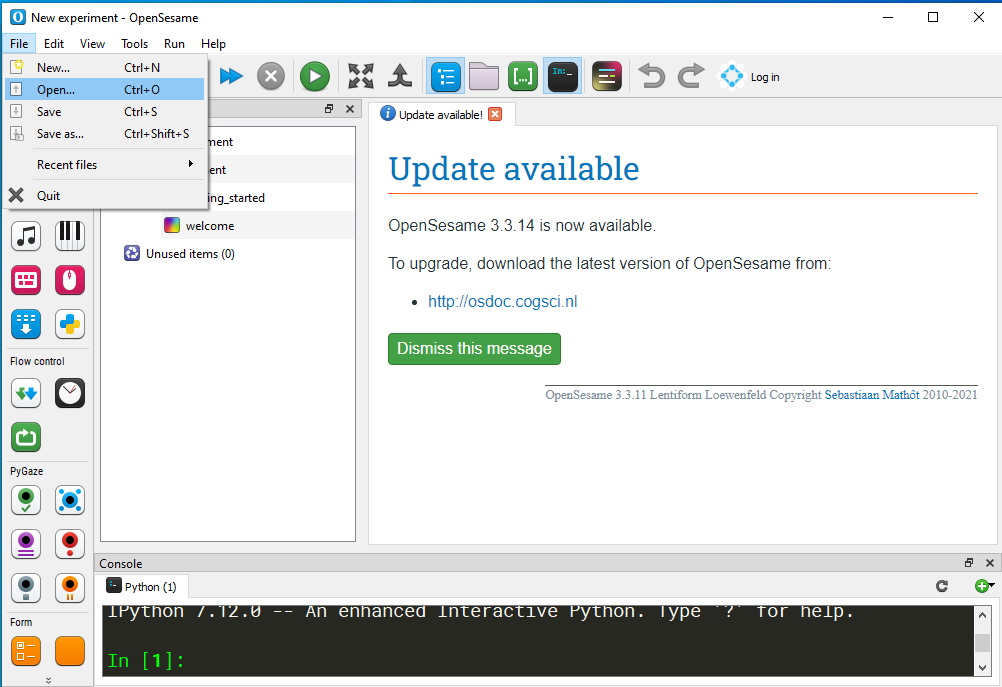 New experiment - OpenSesame
File Edit View Tools Run Help
New... Ctrl+N
Open... Ctrl+O
Save Ctrl+S
Save as... Ctrl+Shift+S
Recent files
Quit
Log in
ment
ent
ing_started
welcome
Unused items (0)
Flow control
PyGaze
Form
Update available!
Update available
OpenSesame 3.3.14 is now available.
To upgrade, download the latest version of OpenSesame from:
• http://osdoc.cogsci.nl
Dismiss this message
OpenSesame 3.3.11 Lentiform Loewenfeld Copyright Sebastiaan Mathôt 2010-2021
Console
Python (1)
IPython 7.12.0 -- An enhanced Interactive Python. Type '?' for help.
In [1]: